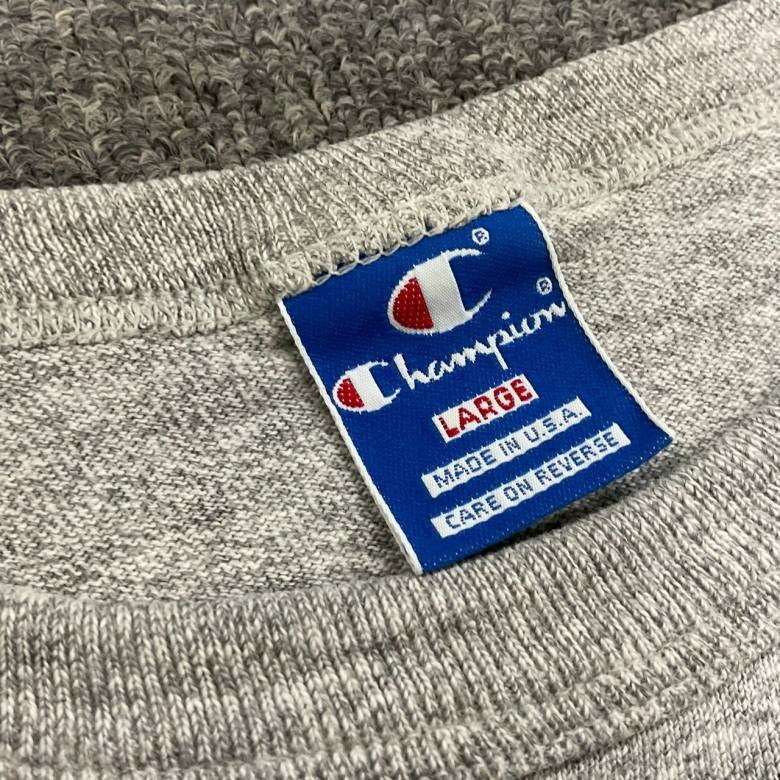 C®
Champion®
LARGE
MADE IN U.S.A.
CARE ON REVERSE